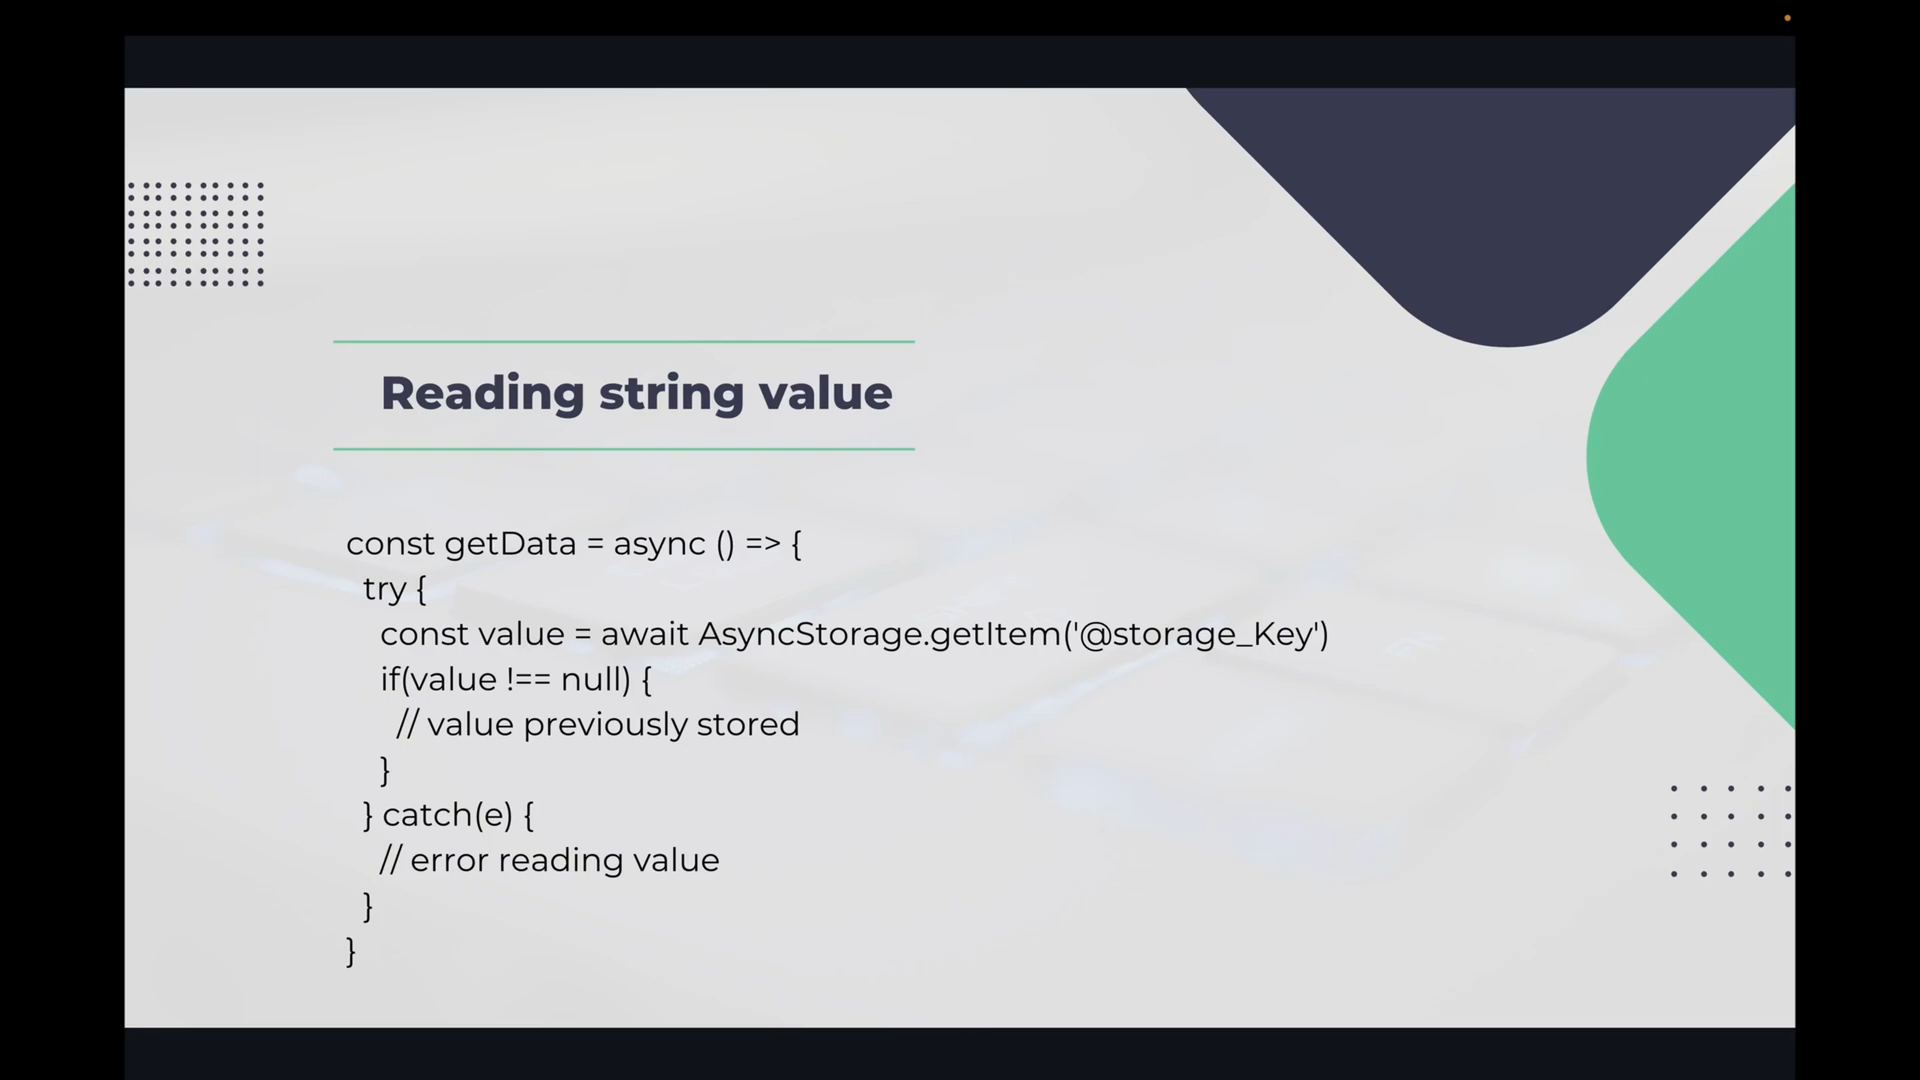 Reading string value
const getData = async () => {
try {
const value = await AsyncStorage.getItem('@storage_Key')
if(value !== null) {
// value previously stored
}
} catch(e) {
// error reading value
}
}